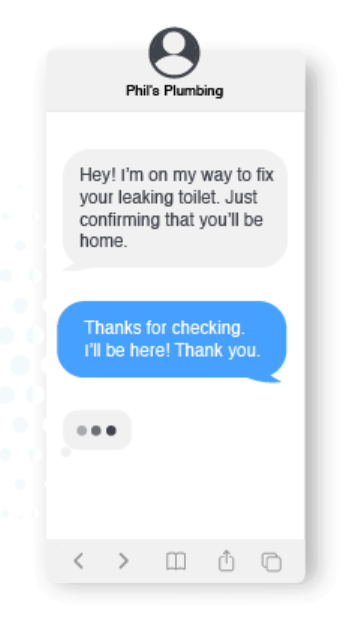 Phil's Plumbing
Hey! I'm on my way to fix
your leaking toilet. Just
confirming that you'll be
home.
Thanks for checking.
I'll be here! Thank you.